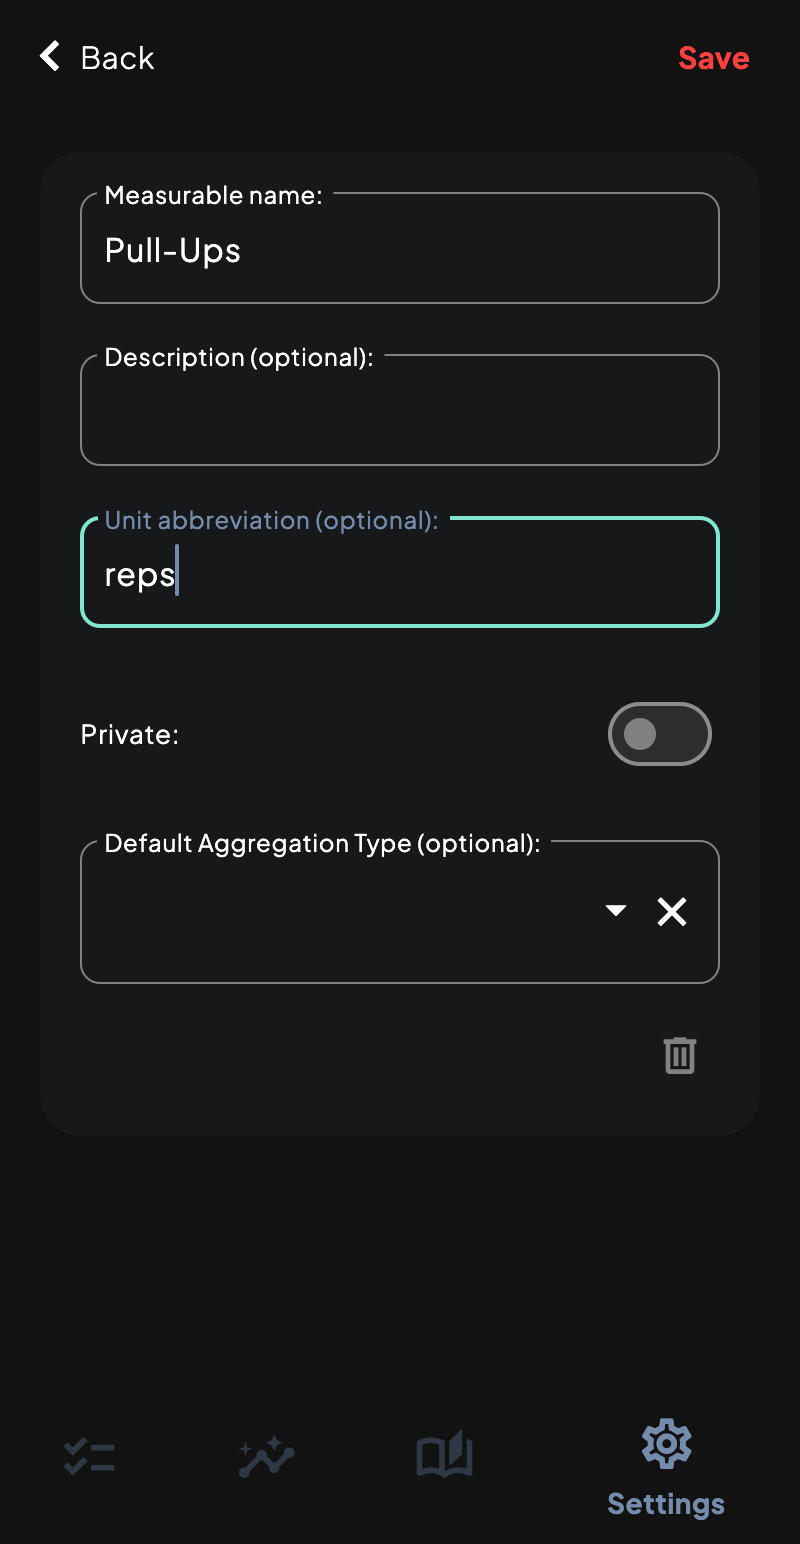 Back
Save
Measurable name:
Pull-Ups
Description (optional):
Unit abbreviation (optional):
reps
Private:
Default Aggregation Type (optional):
Settings